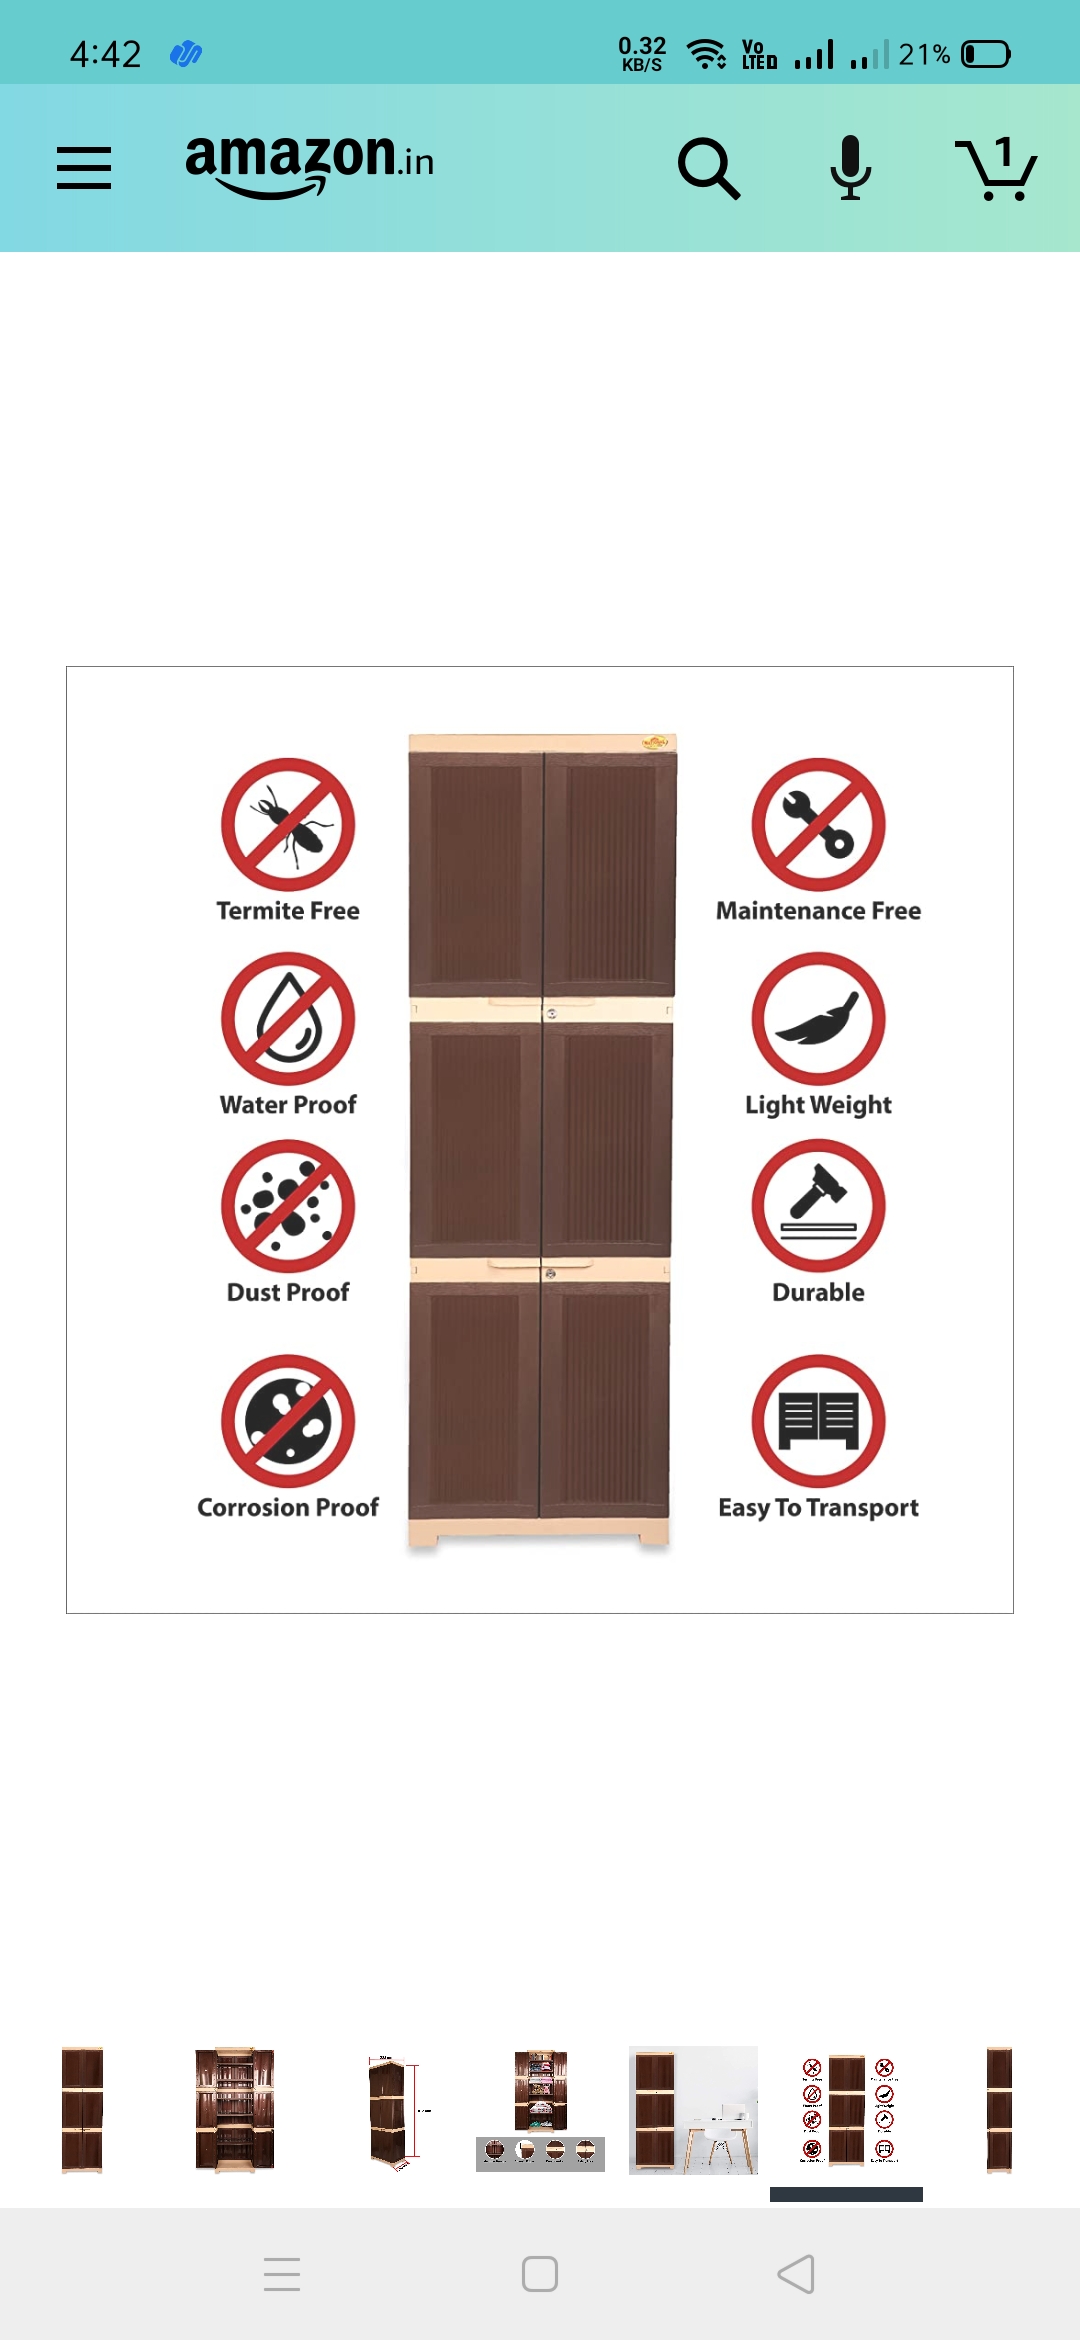 4:42
0.32
KB/S
Vo
LTE D
21%
amazon.in
1
Termite Free
Maintenance Free
Water Proof
Light Weight
Dust Proof
Durable
Corrosion Proof
Easy To Transport